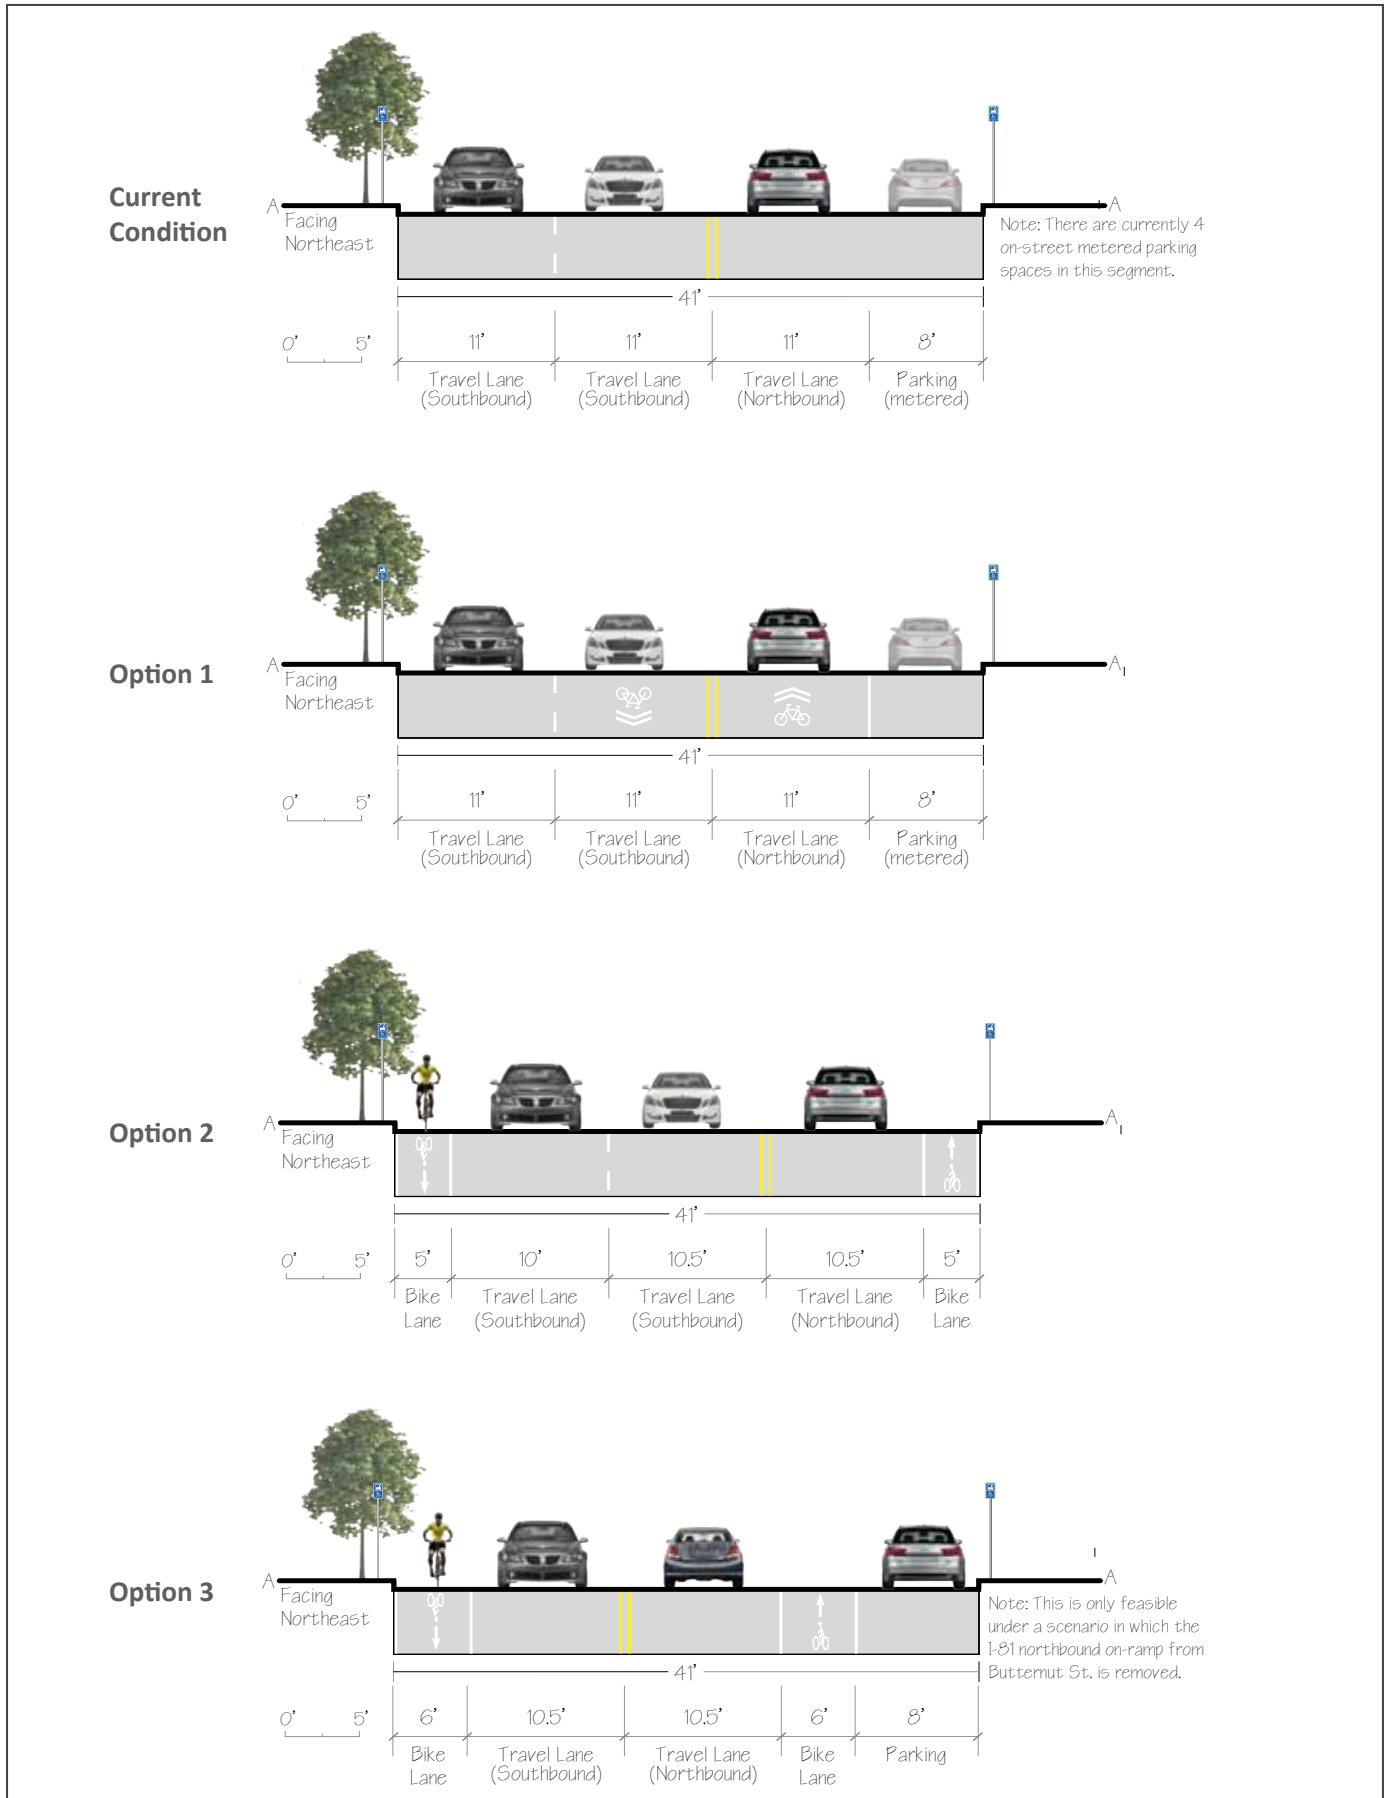 Current
Condition
A
Facing
Northeast
A
Note: There are currently 4
on-street metered parking
spaces in this segment.
41'
0' 5'
11' 11' 11' 8'
Travel Lane
(Southbound)
Travel Lane
(Southbound)
Travel Lane
(Northbound)
Parking
(metered)
Option 1
A
Facing
Northeast
A
41'
0' 5'
11' 11' 11' 8'
Travel Lane
(Southbound)
Travel Lane
(Southbound)
Travel Lane
(Northbound)
Parking
(metered)
Option 2
A
Facing
Northeast
A
41'
0' 5'
5' 10' 10.5' 10.5' 5'
Bike
Lane
Travel Lane
(Southbound)
Travel Lane
(Southbound)
Travel Lane
(Northbound)
Bike
Lane
Option 3
A
Facing
Northeast
A
Note: This is only feasible
under a scenario in which the
I-81 northbound on-ramp from
Butternut St. is removed.
41'
0' 5'
6' 10.5' 10.5' 6' 8'
Bike
Lane
Travel Lane
(Southbound)
Travel Lane
(Northbound)
Bike
Lane
Parking